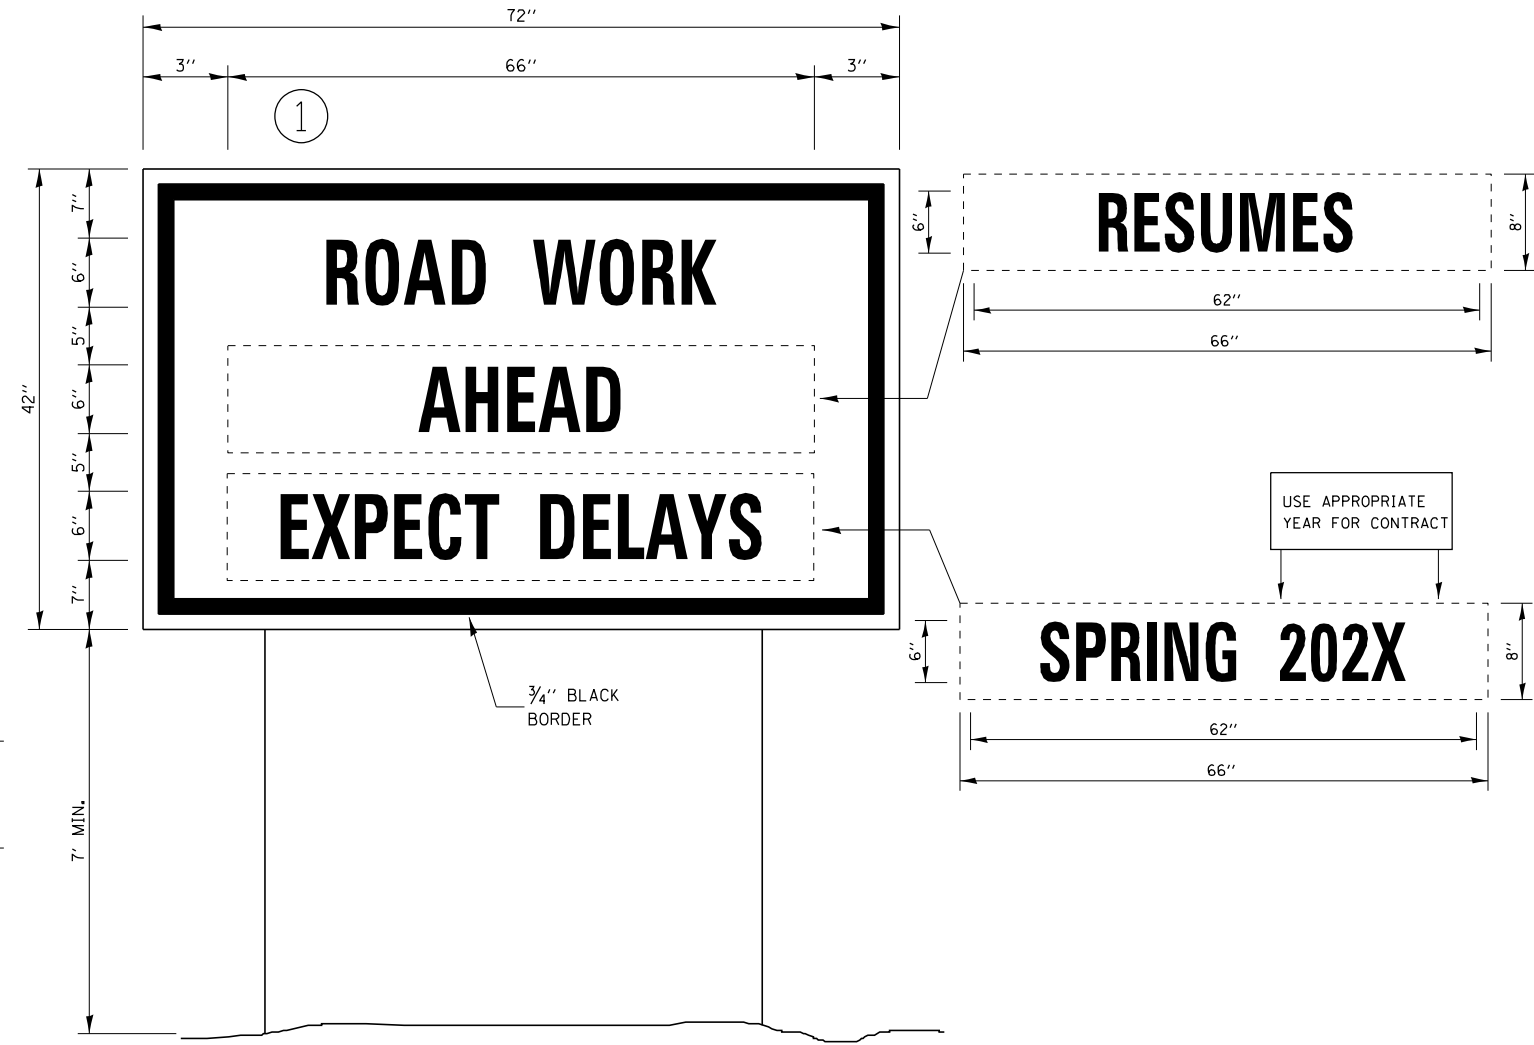 72''
3'' 66'' 3''
1
7''
6''
5''
6''
5''
6''
7''
42''
7' MIN.
ROAD WORK
AHEAD
EXPECT DELAYS
3/4'' BLACK
BORDER
6''
RESUMES
8''
62''
66''
USE APPROPRIATE
YEAR FOR CONTRACT
6''
SPRING 202X
8''
62''
66''